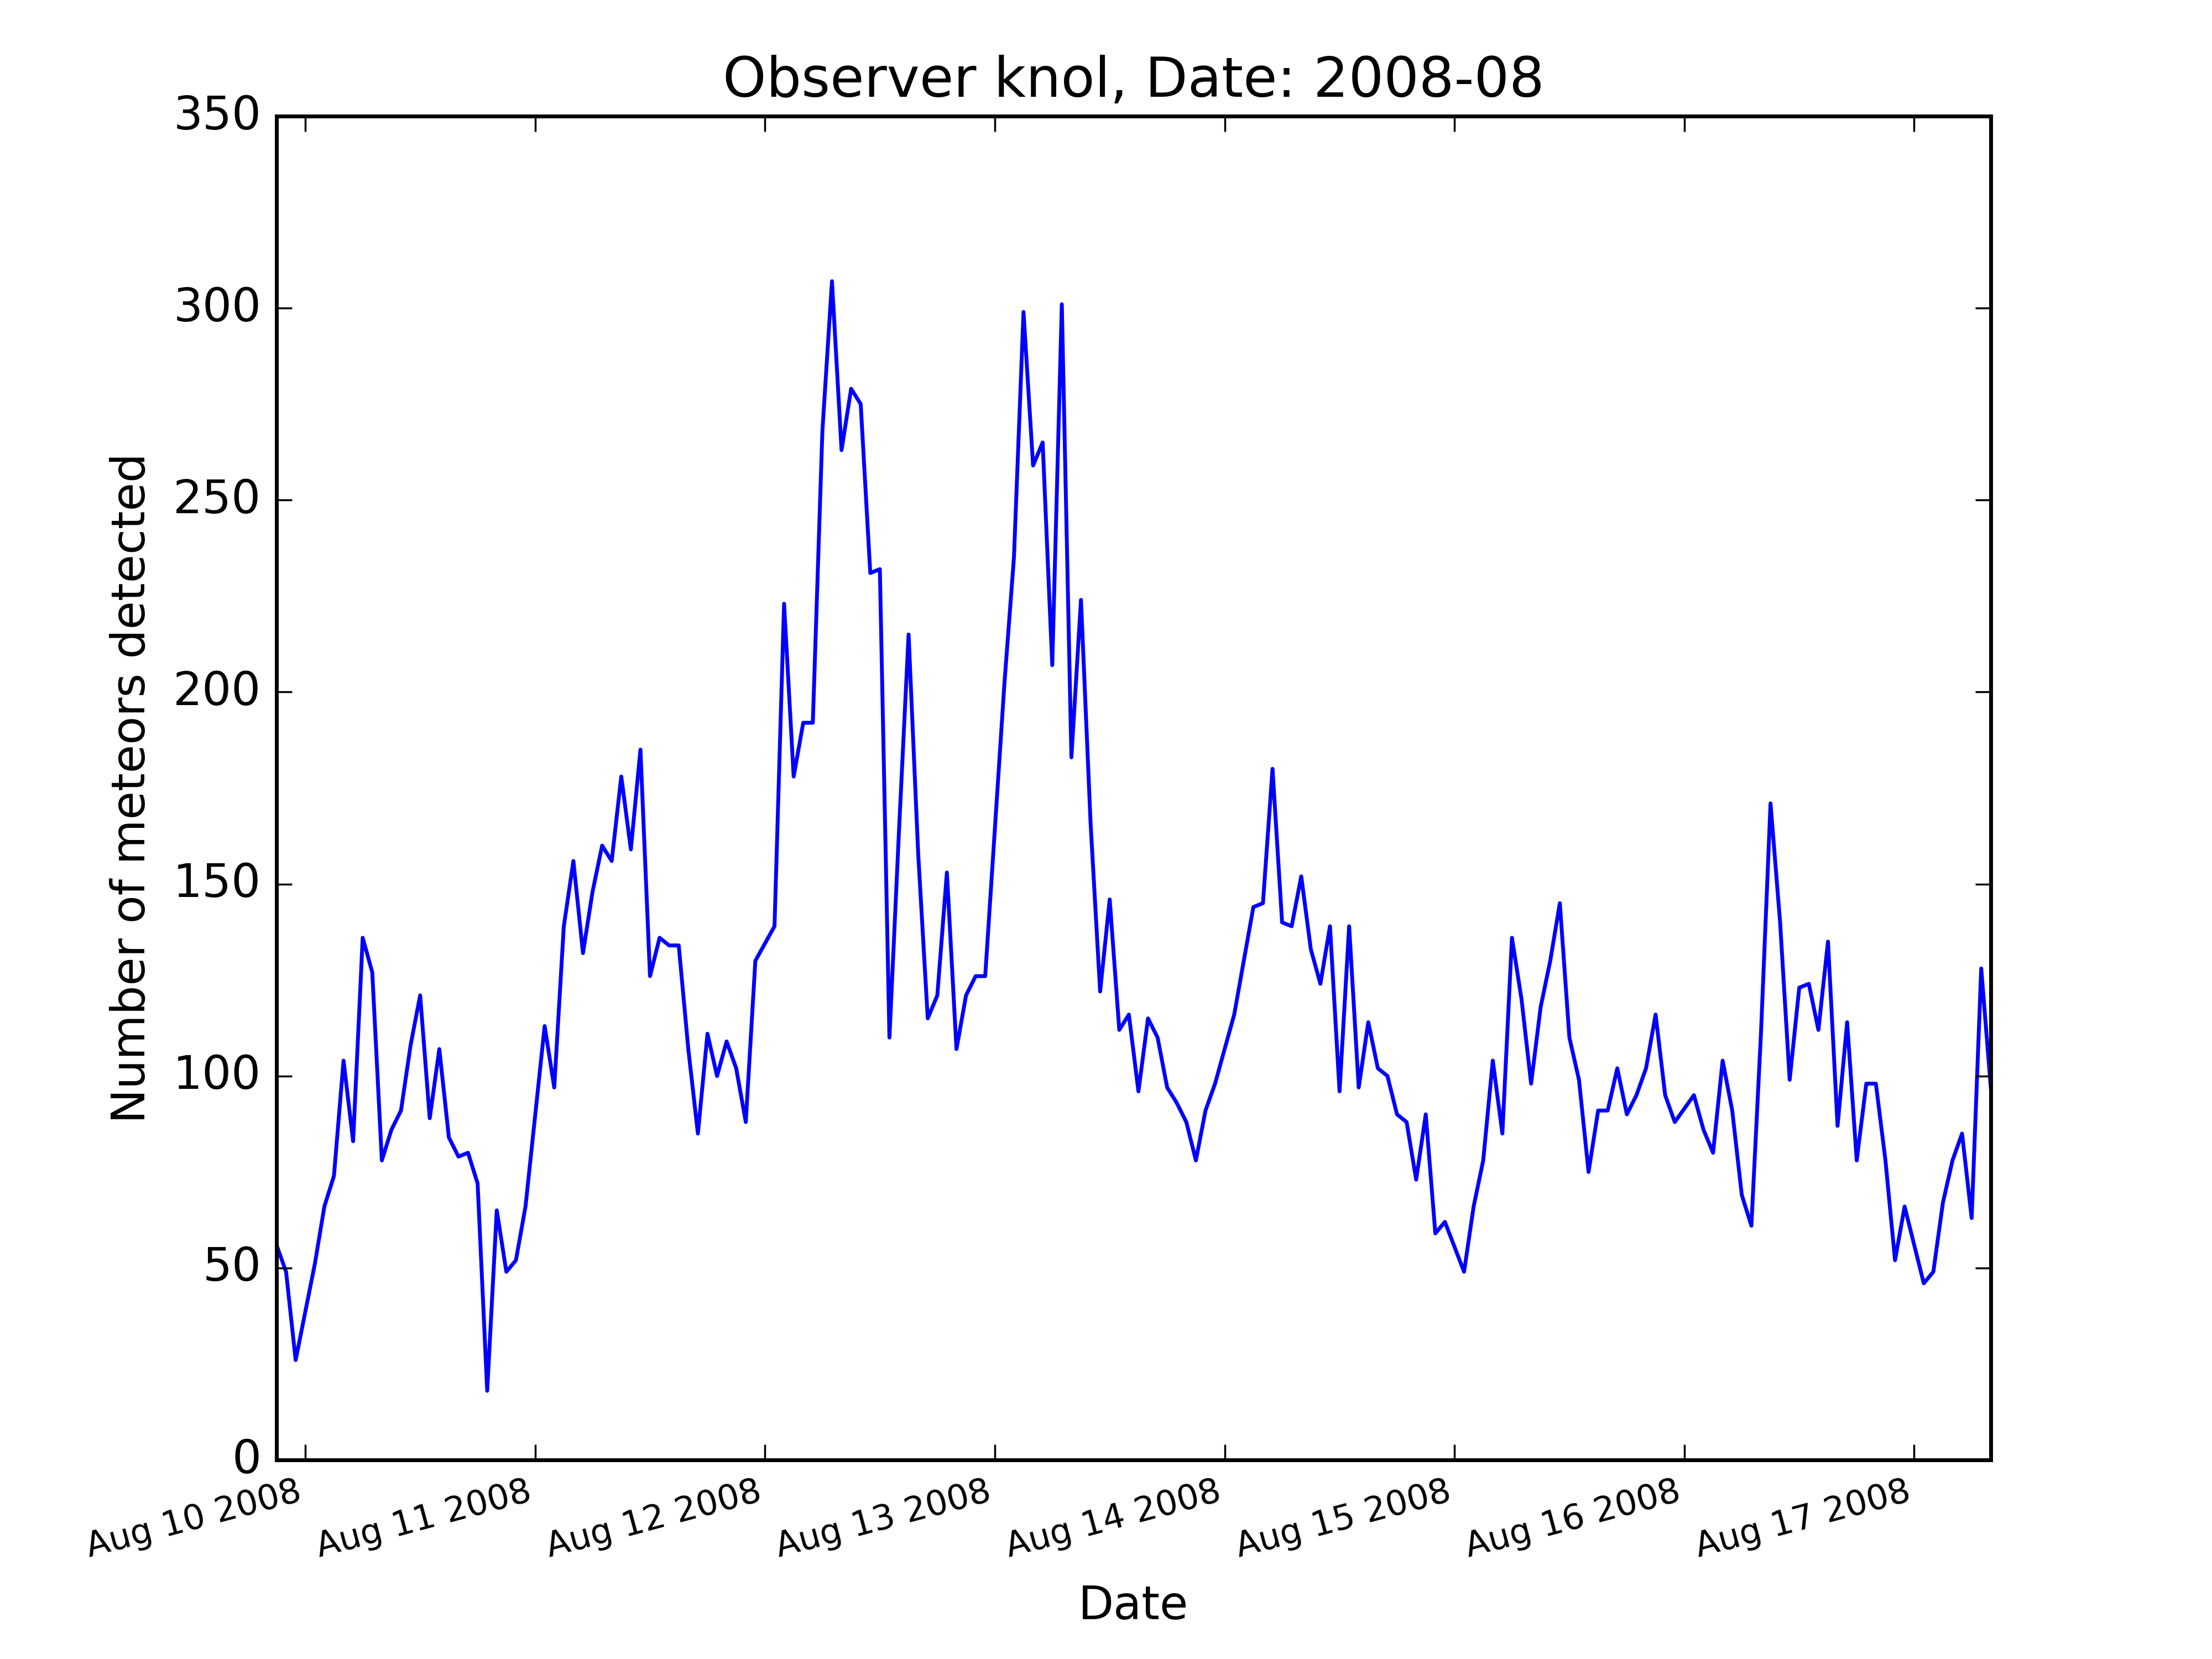 Observer knol, Date: 2008-08
Number of meteors detected
350
300
250
200
150
100
50
0
Aug 10 2008
Aug 11 2008
Aug 12 2008
Aug 13 2008
Aug 14 2008
Aug 15 2008
Aug 16 2008
Aug 17 2008
Date